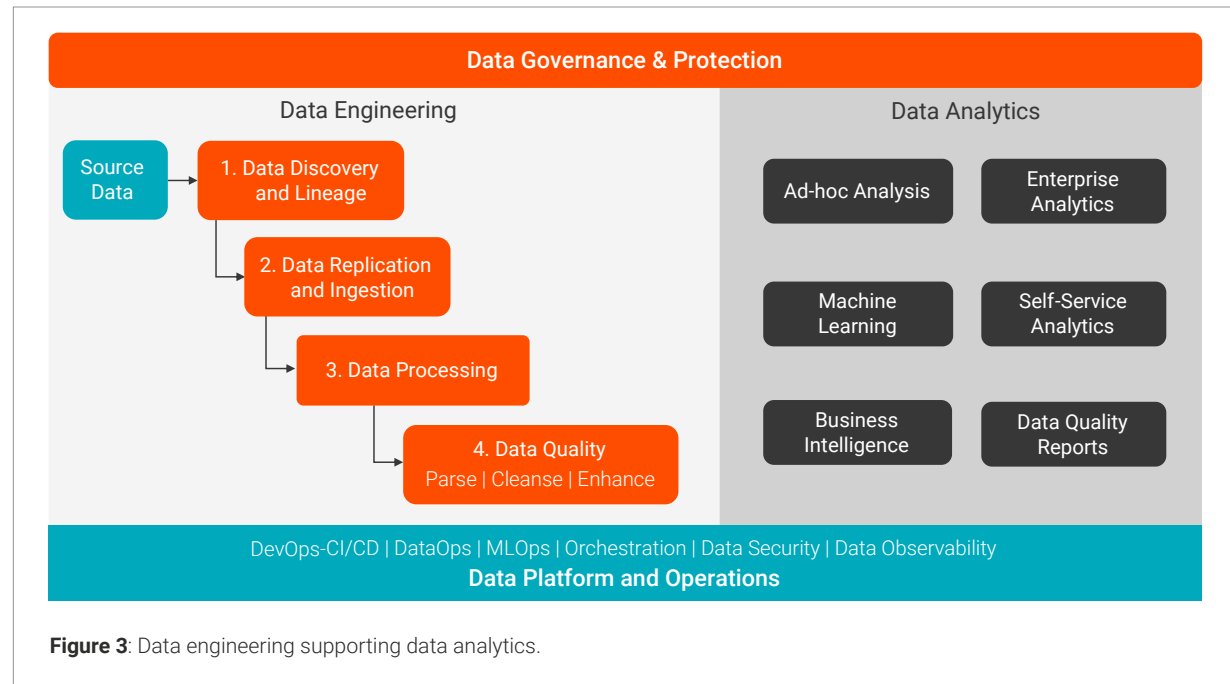 Data Governance & Protection
Data Engineering
Source
Data
1. Data Discovery
and Lineage
2. Data Replication
and Ingestion
3. Data Processing
4. Data Quality
Parse | Cleanse | Enhance
Data Analytics
Ad-hoc Analysis
Enterprise
Analytics
Machine
Learning
Self-Service
Analytics
Business
Intelligence
Data Quality
Reports
DevOps-CI/CD | DataOps | MLOps | Orchestration | Data Security | Data Observability
Data Platform and Operations
Figure 3: Data engineering supporting data analytics.